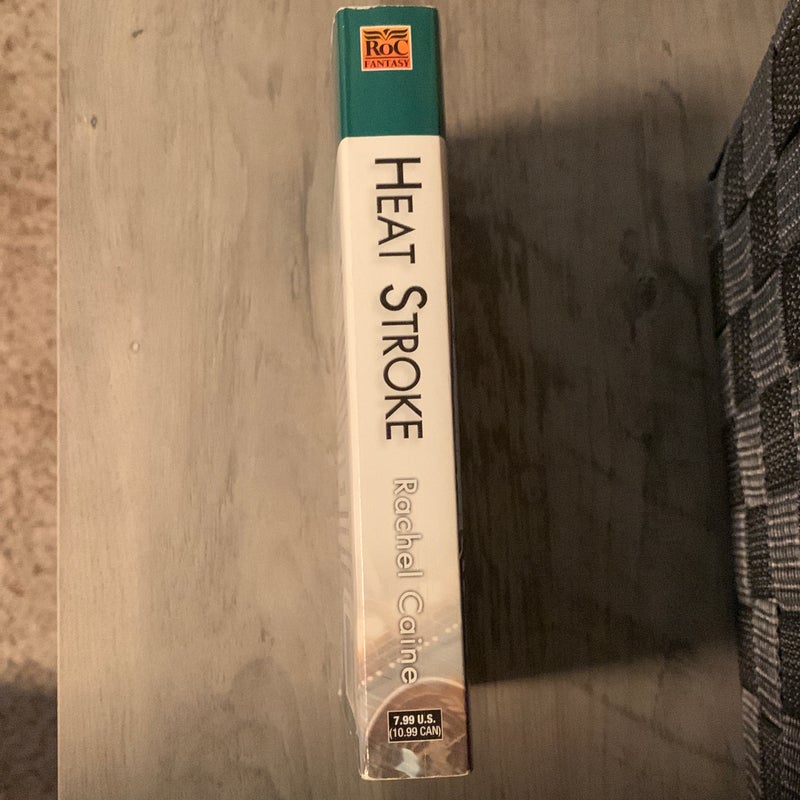 RoC
FANTASY
HEAT STROKE
Rachel Caine
7.99 U.S.
(10.99 CAN)